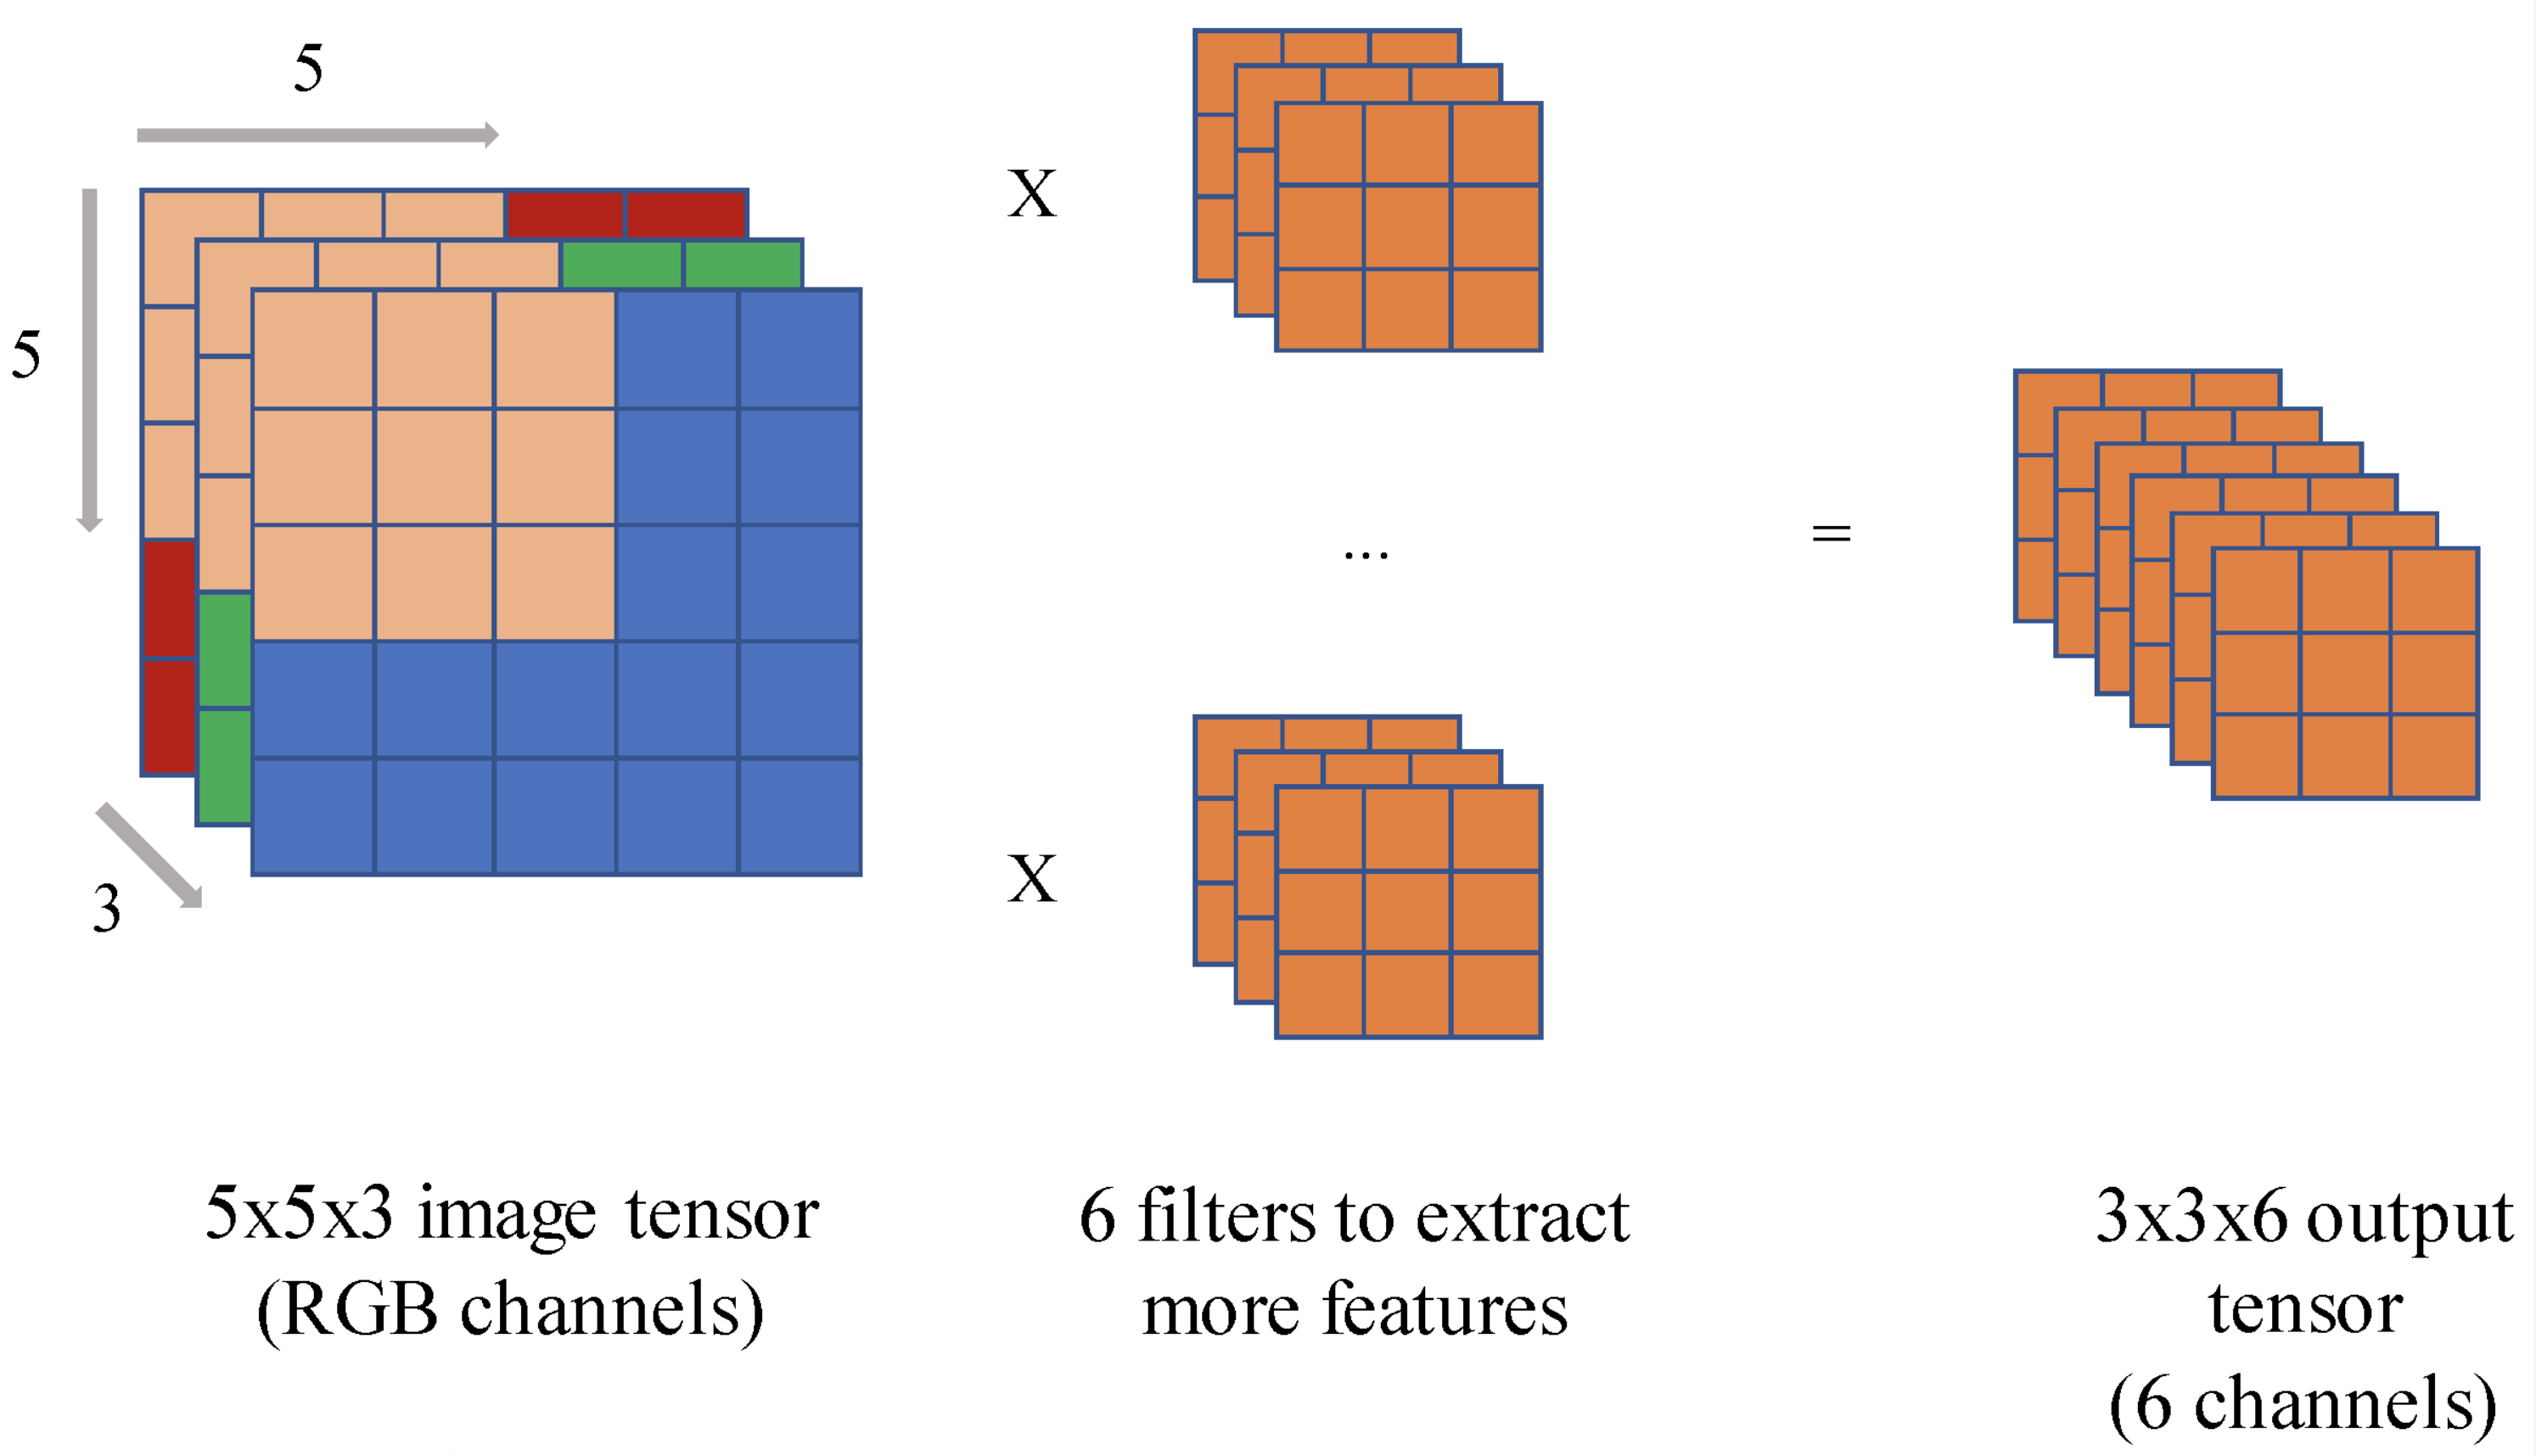 5
5
3
X
...
X
=
5x5x3 image tensor
(RGB channels)
6 filters to extract
more features
3x3x6 output
tensor
(6 channels)